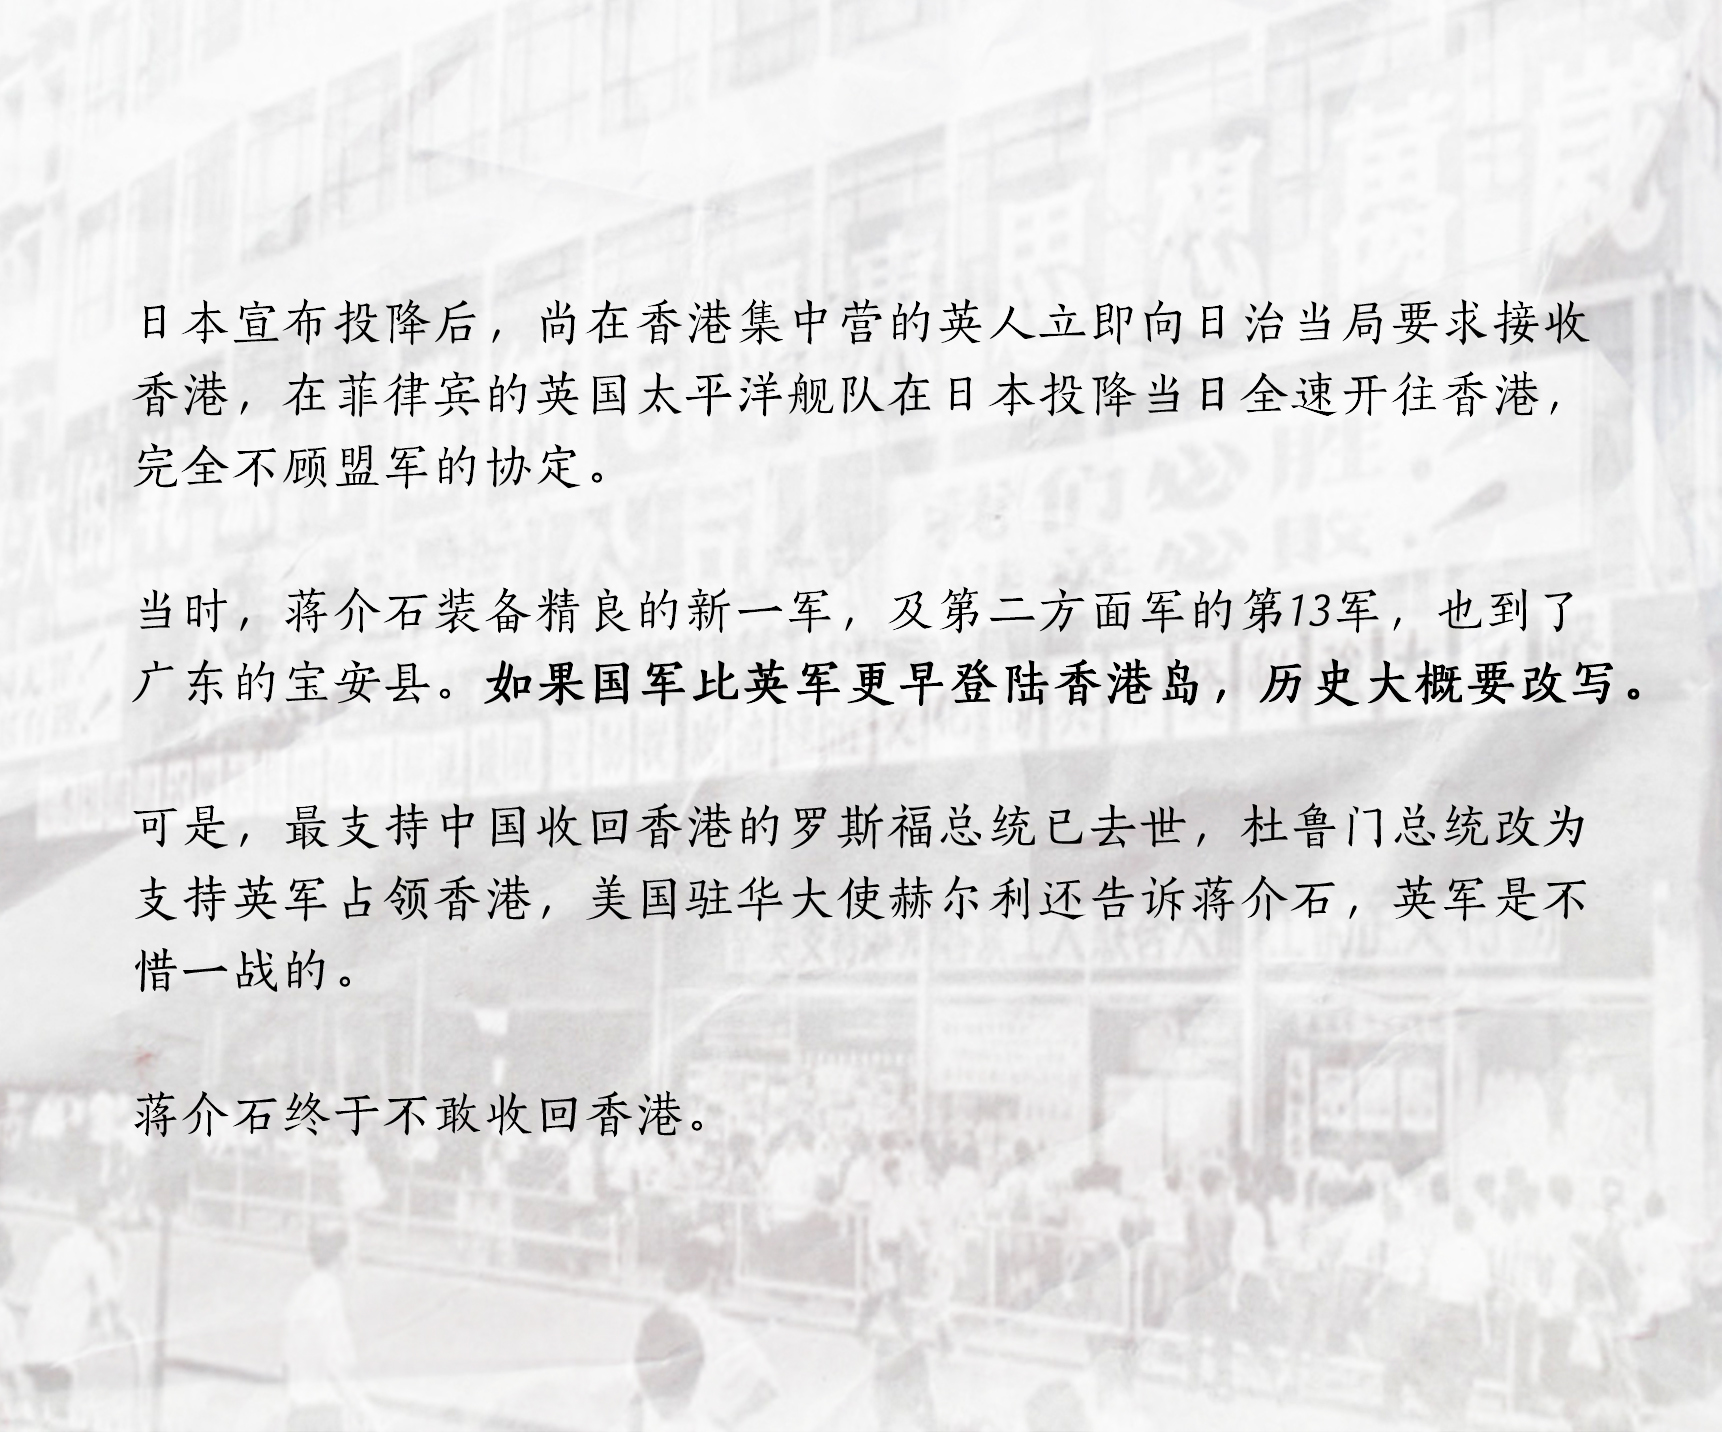 日本宣布投降后，尚在香港集中营的英人立即向日治当局要求接收
香港，在菲律宾的英国太平洋舰队在日本投降当日全速开往香港，
完全不顾盟军的协定。
当时，蒋介石装备精良的新一军，及第二方面军的第13军，也到了
广东的宝安县。如果国军比英军更早登陆香港岛，历史大概要改写。
可是，最支持中国收回香港的罗斯福总统已去世，杜鲁门总统改为
支持英军占领香港，美国驻华大使赫尔利还告诉蒋介石，英军是不
惜一战的。
蒋介石终于不敢收回香港。
思想萬歲